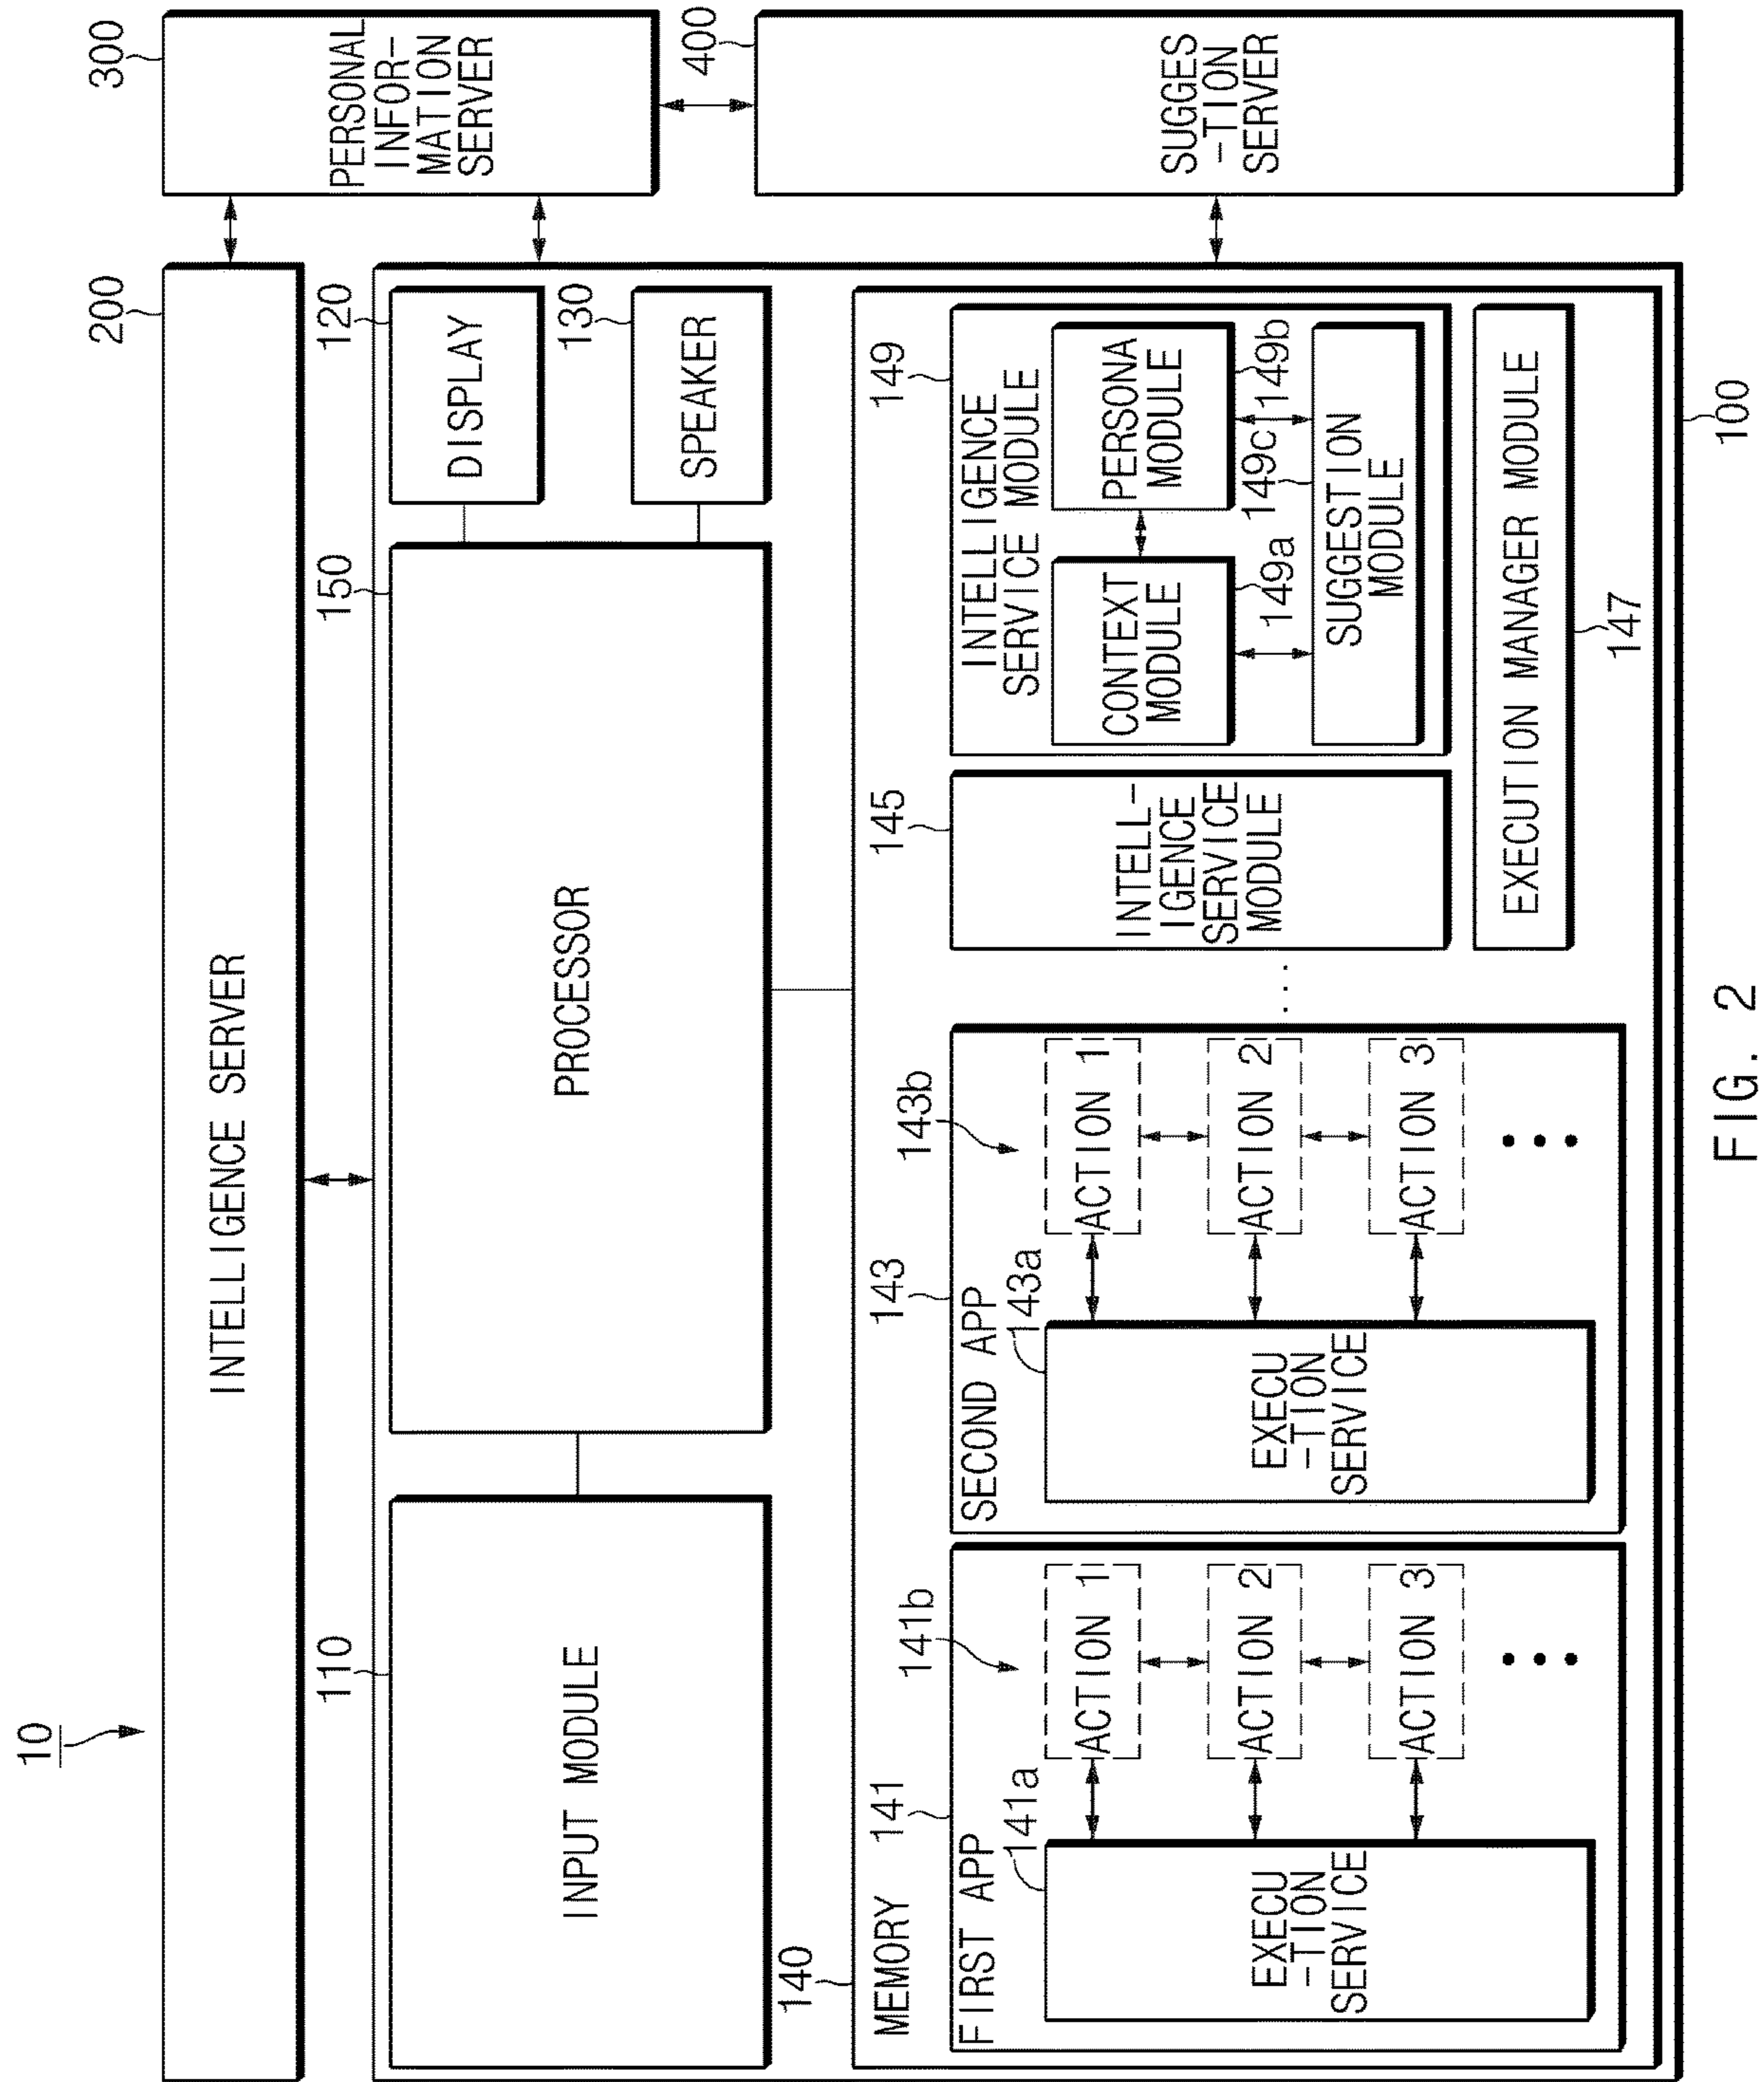 10
200
INTELLIGENCE SERVER
300
PERSONAL
INFOR-
MATION
SERVER
110
INPUT MODULE
150
PROCESSOR
120
DISPLAY
130
SPEAKER
400
SUGGES
-TION
SERVER
140
MEMORY
141
FIRST APP
141a
EXECU
-TION
SERVICE
141b
ACTION 1
ACTION 2
ACTION 3
143
SECOND APP
143a
EXECU
-TION
SERVICE
143b
ACTION 1
ACTION 2
ACTION 3
145
INTELL-
IGENCE
SERVICE
MODULE
149
INTELLIGENCE
SERVICE MODULE
CONTEXT
MODULE
149a
PERSONA
MODULE
149b
149c
SUGGESTION
MODULE
EXECUTION MANAGER MODULE
147
100
FIG. 2